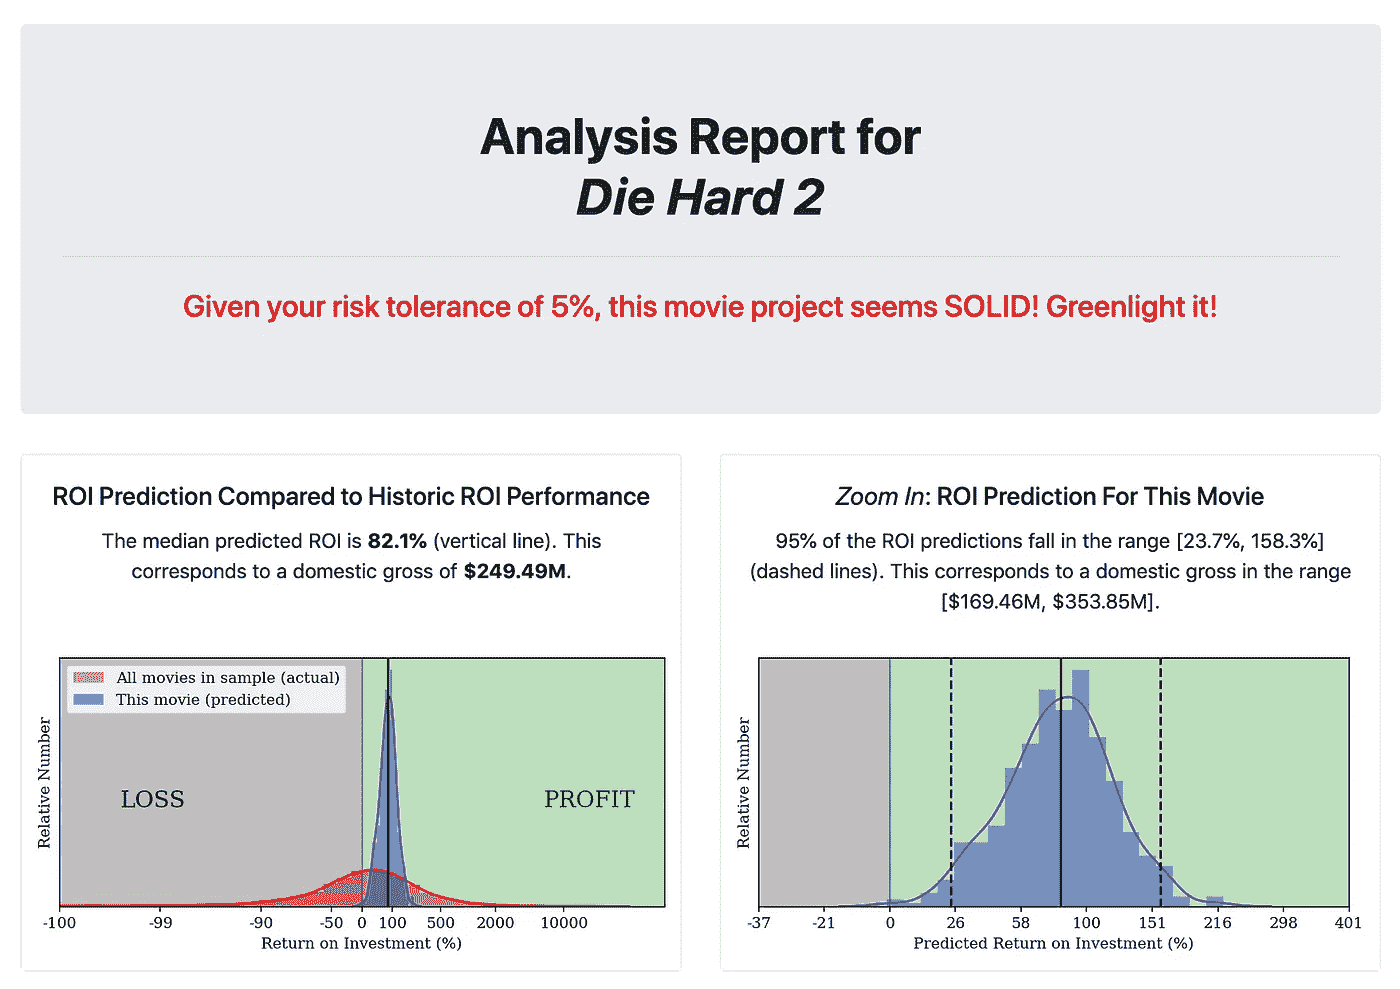 Analysis Report for
Die Hard 2
Given your risk tolerance of 5%, this movie project seems SOLID! Greenlight it!
ROI Prediction Compared to Historic ROI Performance
The median predicted ROI is 82.1% (vertical line). This
corresponds to a domestic gross of $249.49M.
All movies in sample (actual)
This movie (predicted)
LOSS
PROFIT
Relative Number
-100 -99 -90 -50 0 100 500 2000 10000
Return on Investment (%)
Zoom In: ROI Prediction For This Movie
95% of the ROI predictions fall in the range [23.7%, 158.3%]
(dashed lines). This corresponds to a domestic gross in the range
[$169.46M, $353.85M].
Relative Number
-37 -21 0 26 58 100 151 216 298 401
Predicted Return on Investment (%)